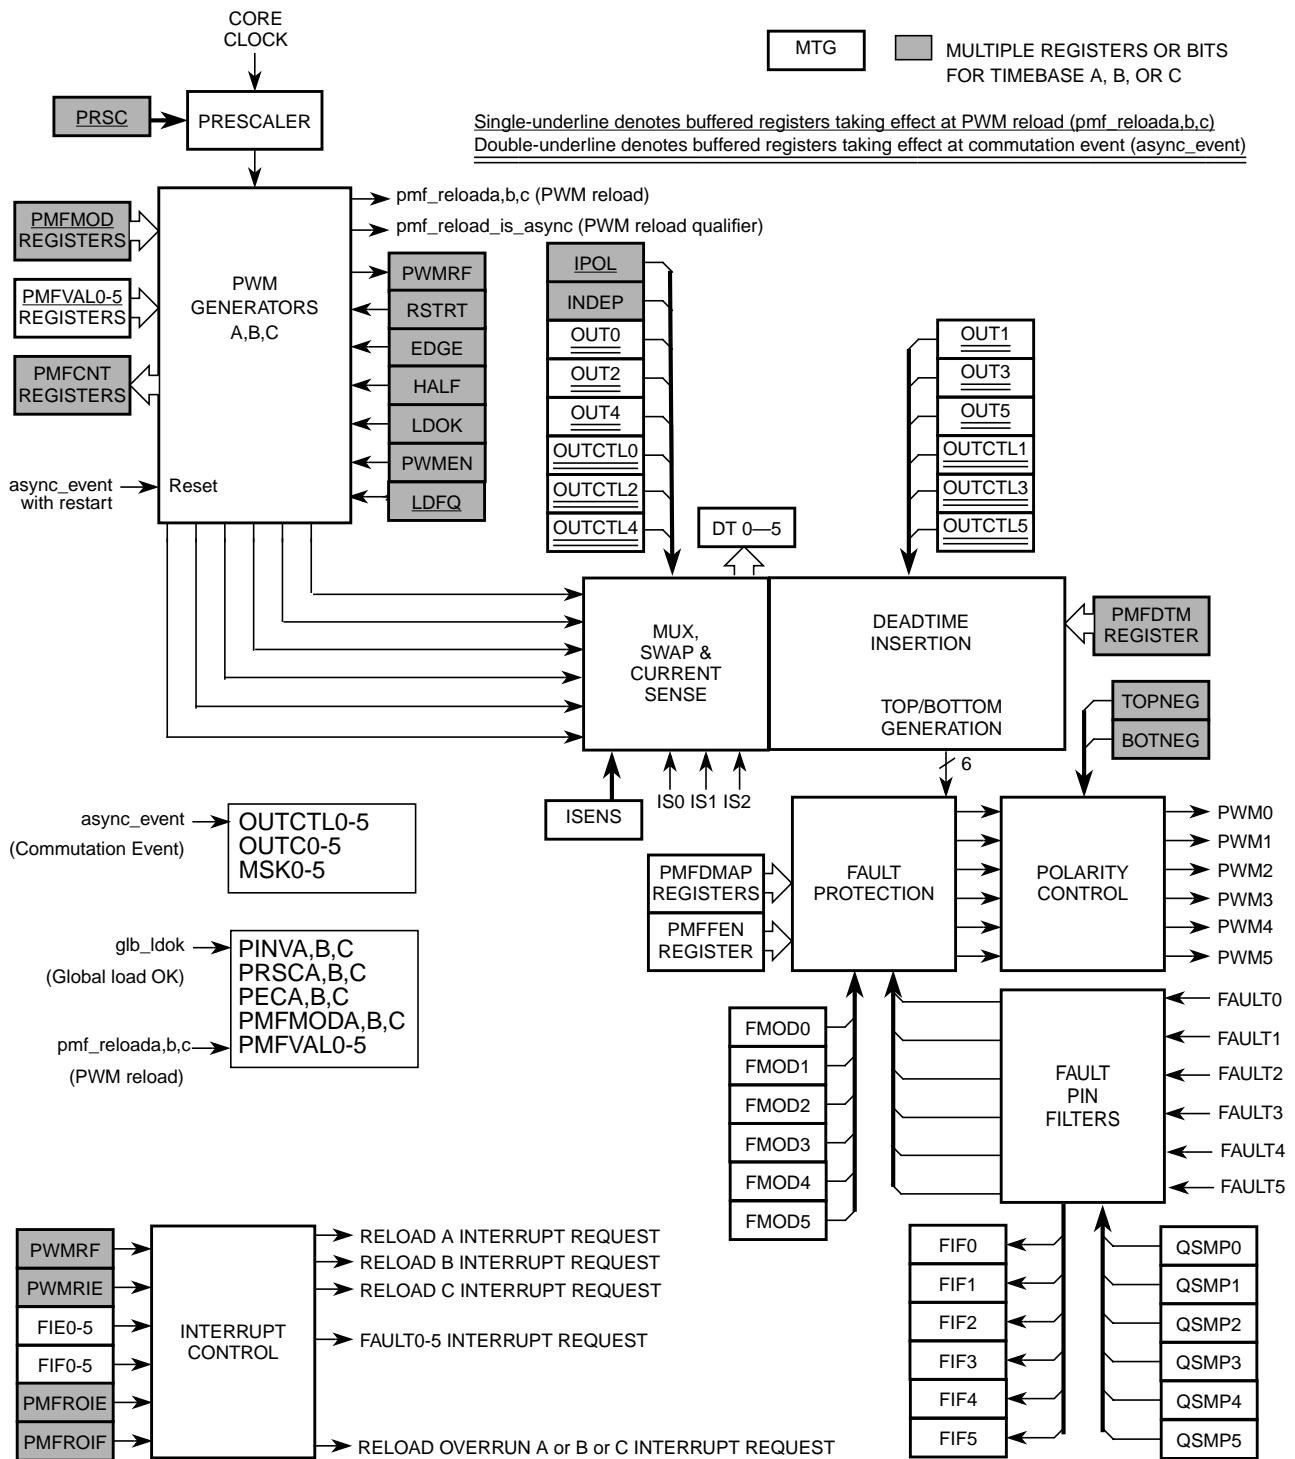 CORE
CLOCK
MTG
MULTIPLE REGISTERS OR BITS
FOR TIMEBASE A, B, OR C
PRSC
PRESCALER
Single-underline denotes buffered registers taking effect at PWM reload (pmf_reloada,b,c)
Double-underline denotes buffered registers taking effect at commutation event (async_event)
PMFMOD
REGISTERS
PMFVAL0-5
REGISTERS
PMFCNT
REGISTERS
async_event
with restart
PWM
GENERATORS
A,B,C
Reset
pmf_reloada,b,c (PWM reload)
pmf_reload_is_async (PWM reload qualifier)
PWMRF
RSTRT
EDGE
HALF
LDOK
PWMEN
LDFQ
IPOL
INDEP
OUT0
OUT2
OUT4
OUTCTL0
OUTCTL2
OUTCTL4
DT 0—5
OUT1
OUT3
OUT5
OUTCTL1
OUTCTL3
OUTCTL5
MUX,
SWAP &
CURRENT
SENSE
DEADTIME
INSERTION
TOP/BOTTOM
GENERATION
PMFDTM
REGISTER
TOPNEG
BOTNEG
6
ISENS
IS0 IS1 IS2
async_event
(Commutation Event)
OUTCTL0-5
OUTC0-5
MSK0-5
glb_ldok
(Global load OK)
pmf_reloada,b,c
(PWM reload)
PINVA,B,C
PRSCA,B,C
PECA,B,C
PMFMODA,B,C
PMFVAL0-5
PMFDMAP
REGISTERS
PMFFEN
REGISTER
FAULT
PROTECTION
POLARITY
CONTROL
PWM0
PWM1
PWM2
PWM3
PWM4
PWM5
FMOD0
FMOD1
FMOD2
FMOD3
FMOD4
FMOD5
FAULT
PIN
FILTERS
FAULT0
FAULT1
FAULT2
FAULT3
FAULT4
FAULT5
FIF0
FIF1
FIF2
FIF3
FIF4
FIF5
QSMP0
QSMP1
QSMP2
QSMP3
QSMP4
QSMP5
PWMRF
PWMRIE
FIE0-5
FIF0-5
PMFROIE
PMFROIF
INTERRUPT
CONTROL
RELOAD A INTERRUPT REQUEST
RELOAD B INTERRUPT REQUEST
RELOAD C INTERRUPT REQUEST
FAULT0-5 INTERRUPT REQUEST
RELOAD OVERRUN A or B or C INTERRUPT REQUEST